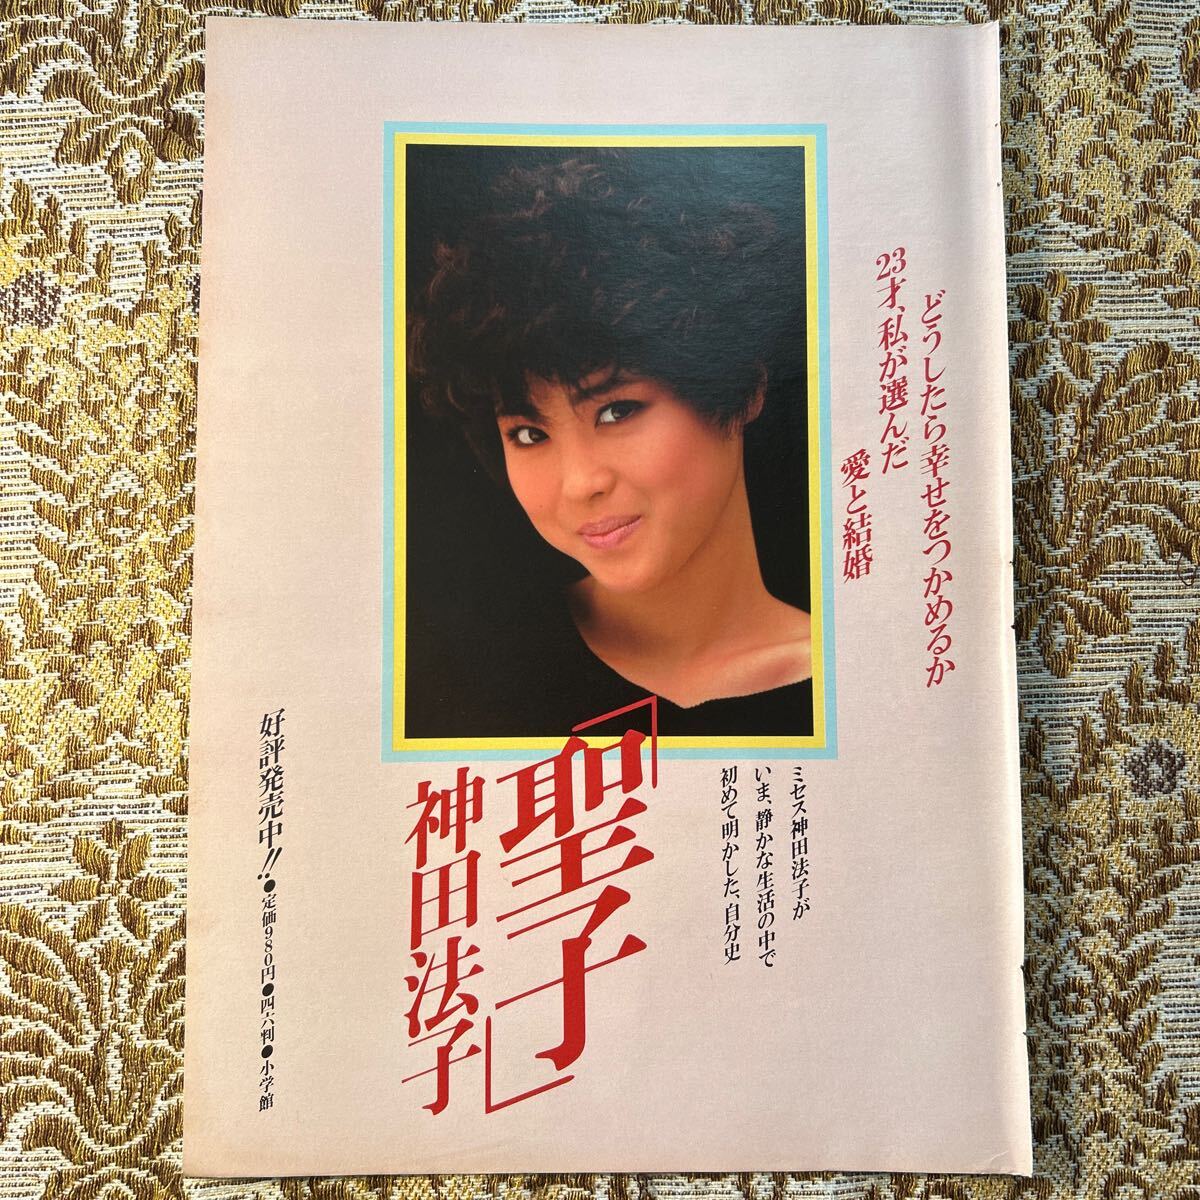 どうしたら幸せをつかめるか
23才、私が選んだ
愛と結婚
ミセス神田法子が
いま、静かな生活の中で
初めて明かした、自分史
「聖子」
神田法子
好評発売中!!●定価980円●四六判●小学館